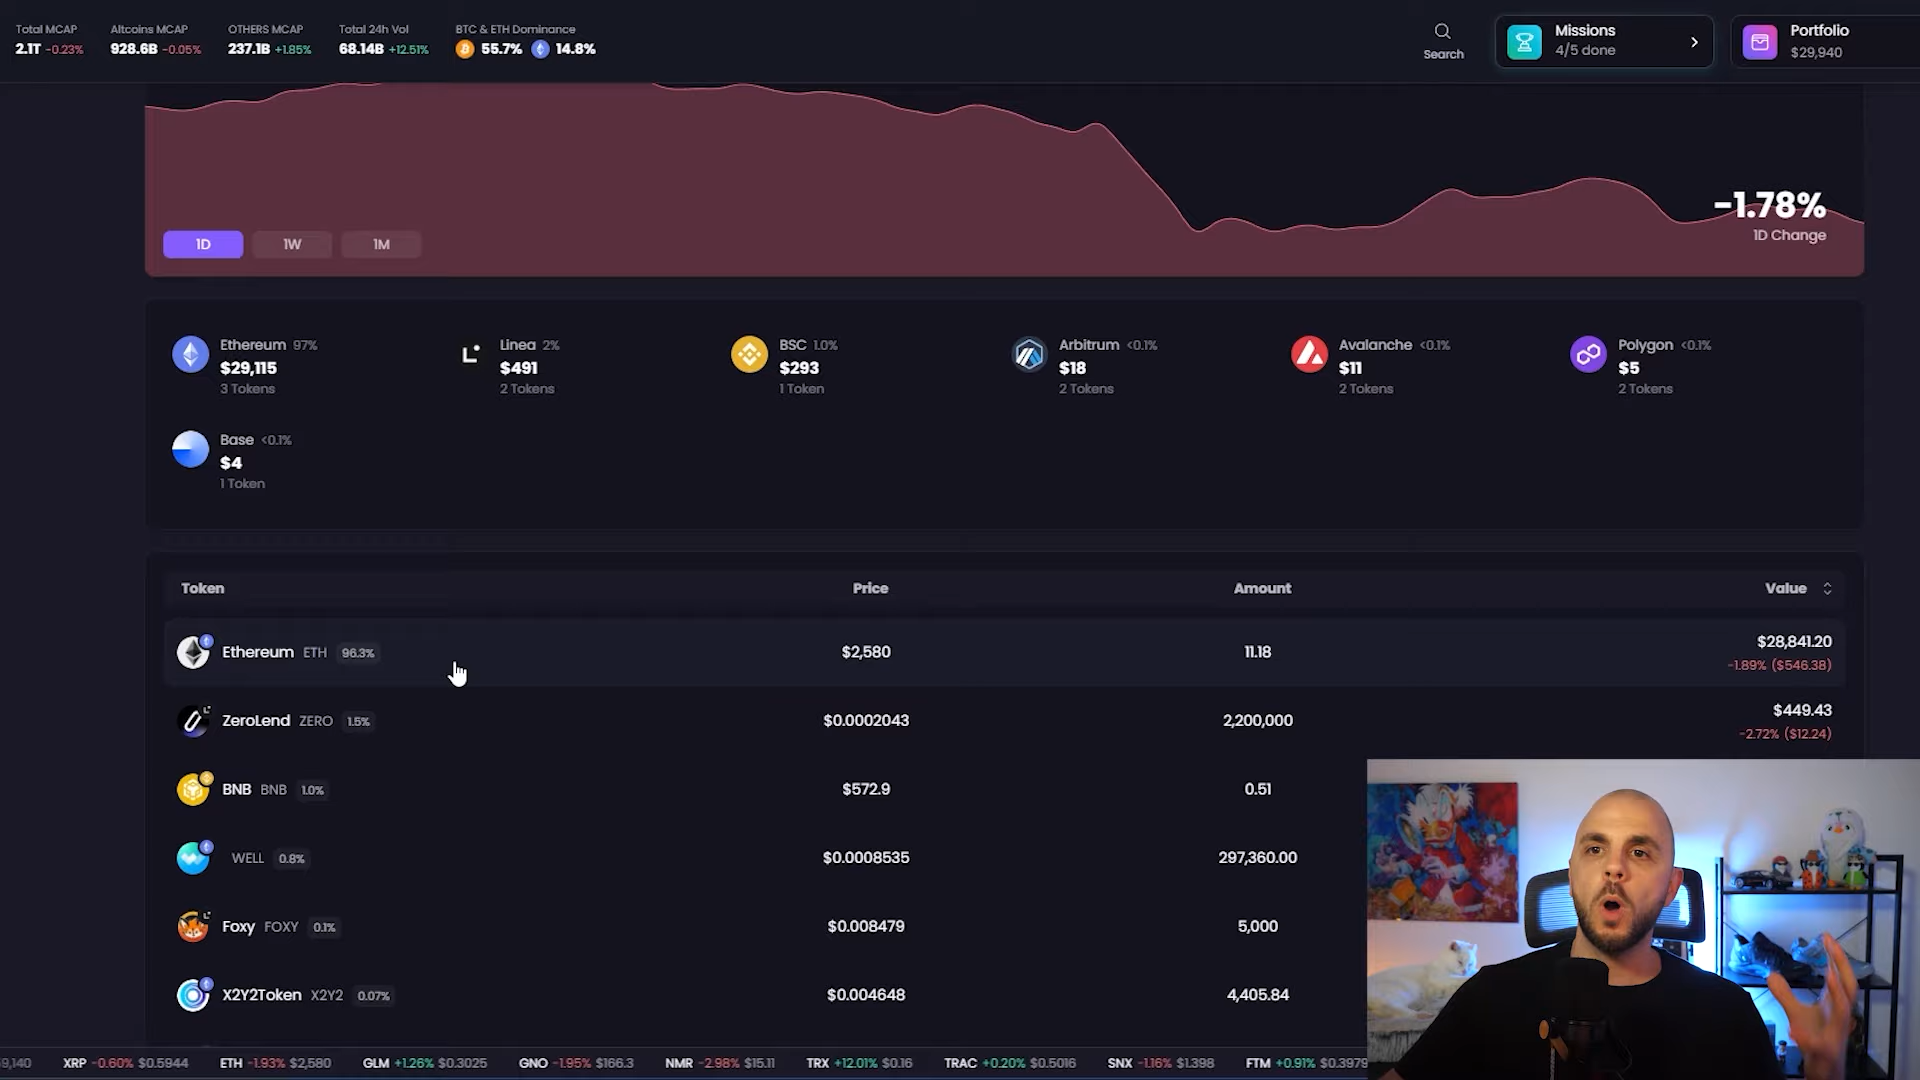 Total MCAP
2.1T -0.23%
Altcoins MCAP
928.6B -0.05%
OTHERS MCAP
237.1B +1.85%
Total 24h Vol
68.14B +12.51%
BTC & ETH Dominance
55.7% 14.8%
Search
Missions
4/5 done
Portfolio
$29,940
1D 1W 1M
-1.78%
1D Change
Ethereum 97%
$29,115
3 Tokens
Linea 2%
$491
2 Tokens
BSC 1.0%
$293
1 Token
Arbitrum <0.1%
$18
2 Tokens
Avalanche <0.1%
$11
2 Tokens
Polygon <0.1%
$5
2 Tokens
Base <0.1%
$4
1 Token
Token Price Amount Value
Ethereum ETH 96.3% $2,580 11.18 $28,841.20
-1.89% ($546.38)
ZeroLend ZERO 1.5% $0.0002043 2,200,000 $449.43
-2.72% ($12.24)
BNB BNB 1.0% $572.9 0.51
WELL 0.8% $0.0008535 297,360.00
Foxy FOXY 0.1% $0.008479 5,000
X2Y2Token X2Y2 0.07% $0.004648 4,405.84
9,140 XRP -0.60% $0.5944 ETH -1.93% $2,580 GLM +1.26% $0.3025 GNO -1.95% $166.3 NMR -2.98% $15.11 TRX +12.01% $0.16 TRAC +0.20% $0.5016 SNX -1.16% $1.398 FTM +0.91% $0.3979